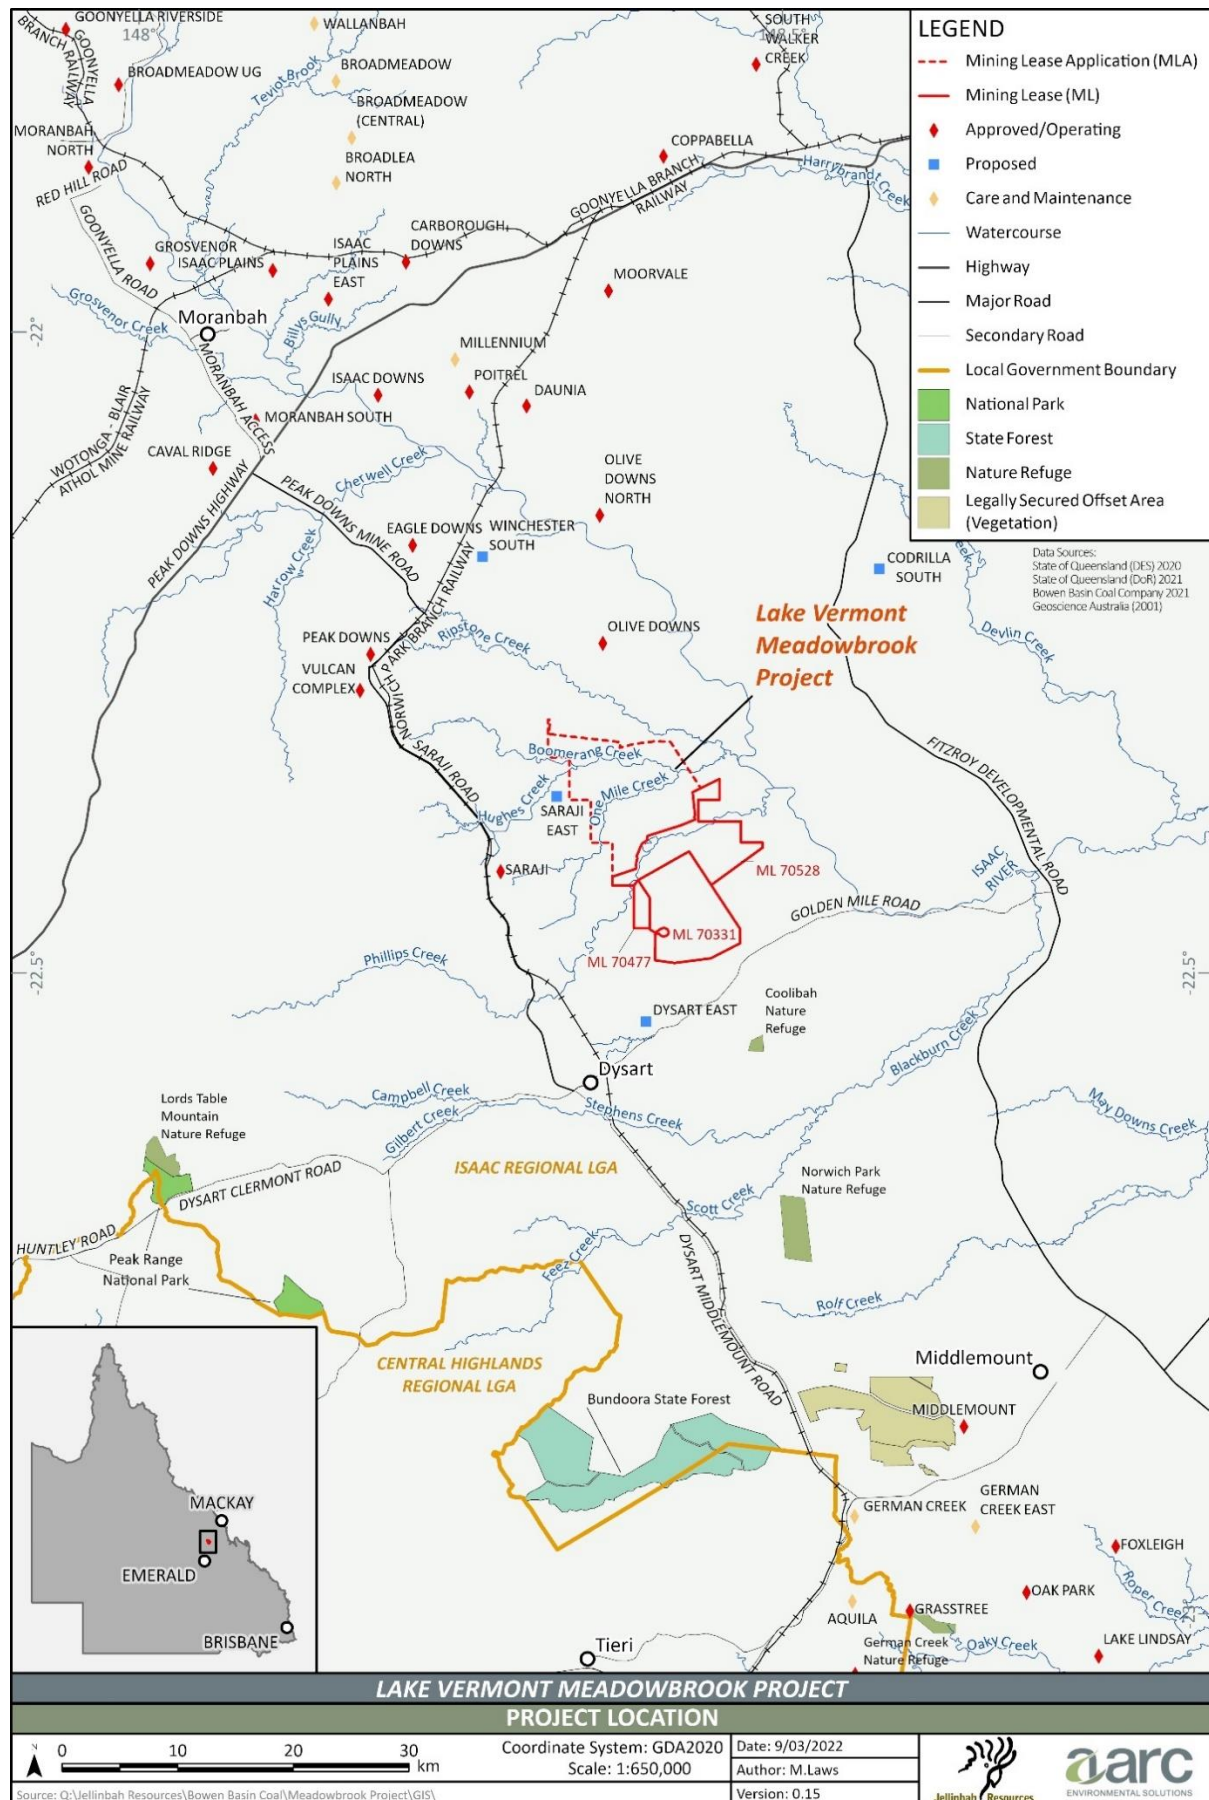 GOONYELLA RIVERSIDE
148°
BRANCH RAILWAY
GOONYELLA
WALLANBAH
SOUTH
148.5°
WALKER
CREEK
BROADMEADOW UG
Teviot Brook
BROADMEADOW
BROADMEADOW
(CENTRAL)
MORANBAH
NORTH
BROADLEA
NORTH
COPPABELLA
RED HILL ROAD
GOONYELLA BRANCH
RAILWAY
Harrybrandt Creek
GOONYELLA ROAD
CARBOROUGH
DOWNS
GROSVENOR
ISAAC PLAINS
ISAAC
PLAINS
EAST
MOORVALE
Grosvenor Creek
Moranbah
Billys Gully
-22°
MILLENNIUM
POITREL
ISAAC DOWNS
DAUNIA
MORANBAH ACCESS
MORANBAH SOUTH
WOTONGA - BLAIR
ATHOL MINE RAILWAY
CAVAL RIDGE
Cherwell Creek
OLIVE
DOWNS
NORTH
PEAK DOWNS HIGHWAY
PEAK DOWNS MINE ROAD
EAGLE DOWNS
WINCHESTER
SOUTH
CODRILLA
SOUTH
Creek
Harrow Creek
Devlin Creek
Ripstone Creek
OLIVE DOWNS
Lake Vermont
Meadowbrook
Project
PEAK DOWNS
VULCAN
COMPLEX
NORWICH PARK BRANCH RAILWAY
SARAJI ROAD
Boomerang Creek
FITZROY DEVELOPMENTAL ROAD
Hughes Creek
One Mile Creek
SARAJI
EAST
SARAJI
ML 70528
ISAAC
RIVER
GOLDEN MILE ROAD
ML 70331
ML 70477
Phillips Creek
-22.5°
-22.5°
DYSART EAST
Coolibah
Nature
Refuge
Blackburn Creek
Dysart
Campbell Creek
Stephens Creek
Gilbert Creek
May Downs Creek
Lords Table
Mountain
Nature Refuge
ISAAC REGIONAL LGA
DYSART CLERMONT ROAD
Norwich Park
Nature Refuge
Scott Creek
HUNTLEY ROAD
Peak Range
National Park
Feez Creek
DYSART MIDDLEMOUNT ROAD
Rolf Creek
CENTRAL HIGHLANDS
REGIONAL LGA
Middlemount
Bundoora State Forest
MIDDLEMOUNT
GERMAN CREEK
GERMAN
CREEK EAST
FOXLEIGH
Roper Creek
OAK PARK
AQUILA
GRASSTREE
23°
German Creek
Nature Refuge
Oaky Creek
LAKE LINDSAY
Tieri
MACKAY
EMERALD
BRISBANE
LEGEND
Mining Lease Application (MLA)
Mining Lease (ML)
Approved/Operating
Proposed
Care and Maintenance
Watercourse
Highway
Major Road
Secondary Road
Local Government Boundary
National Park
State Forest
Nature Refuge
Legally Secured Offset Area
(Vegetation)
Data Sources:
State of Queensland (DES) 2020
State of Queensland (DoR) 2021
Bowen Basin Coal Company 2021
Geoscience Australia (2001)
LAKE VERMONT MEADOWBROOK PROJECT
PROJECT LOCATION
N
0 10 20 30
km
Coordinate System: GDA2020
Scale: 1:650,000
Date: 9/03/2022
Author: M.Laws
Version: 0.15
Source: Q:\Jellinbah Resources\Bowen Basin Coal\Meadowbrook Project\GIS\
Jellinbah Resources
aarc
ENVIRONMENTAL SOLUTIONS